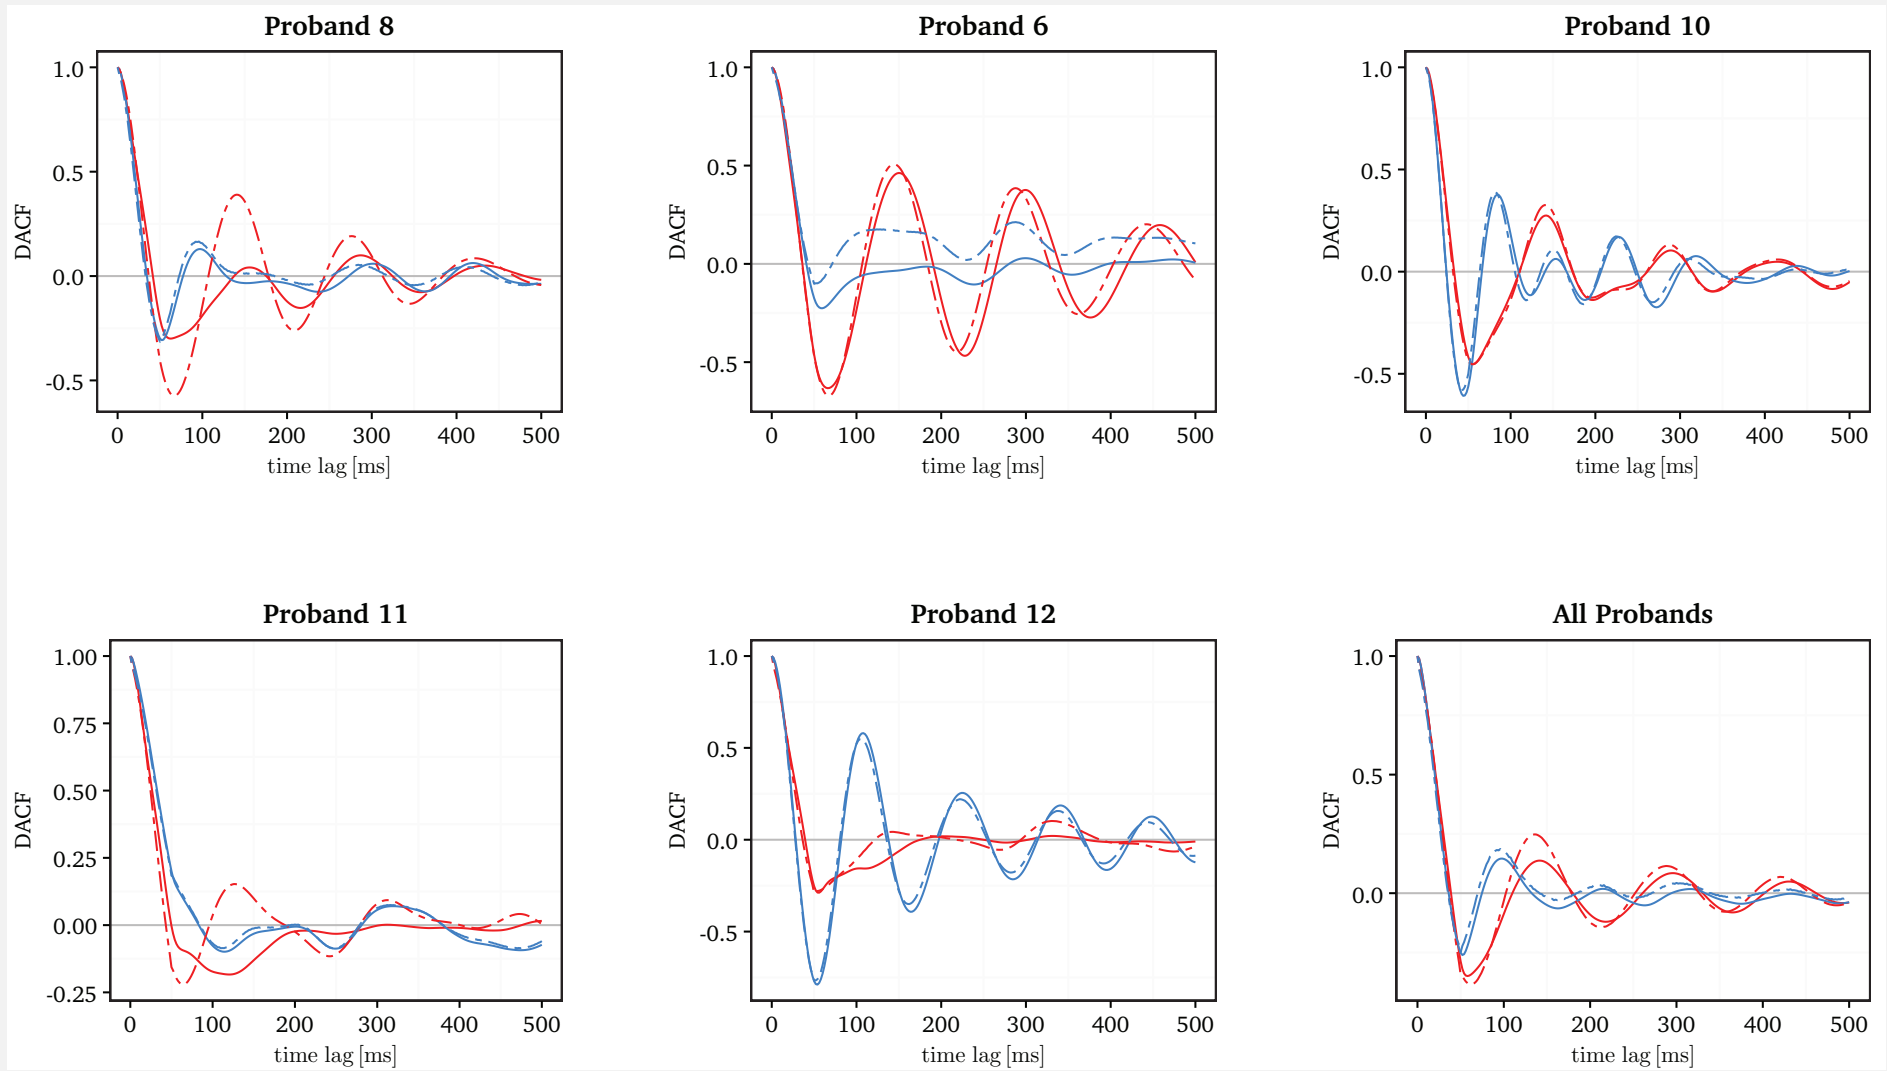 Proband 8
Proband 6
Proband 10
1.0
0.5
0.0
-0.5
DACF
0 100 200 300 400 500
time lag [ms]
1.0
0.5
0.0
-0.5
DACF
0 100 200 300 400 500
time lag [ms]
1.0
0.5
0.0
-0.5
DACF
0 100 200 300 400 500
time lag [ms]
Proband 11
Proband 12
All Probands
1.00
0.75
0.50
0.25
0.00
-0.25
DACF
0 100 200 300 400 500
time lag [ms]
1.0
0.5
0.0
-0.5
DACF
0 100 200 300 400 500
time lag [ms]
1.0
0.5
0.0
DACF
0 100 200 300 400 500
time lag [ms]